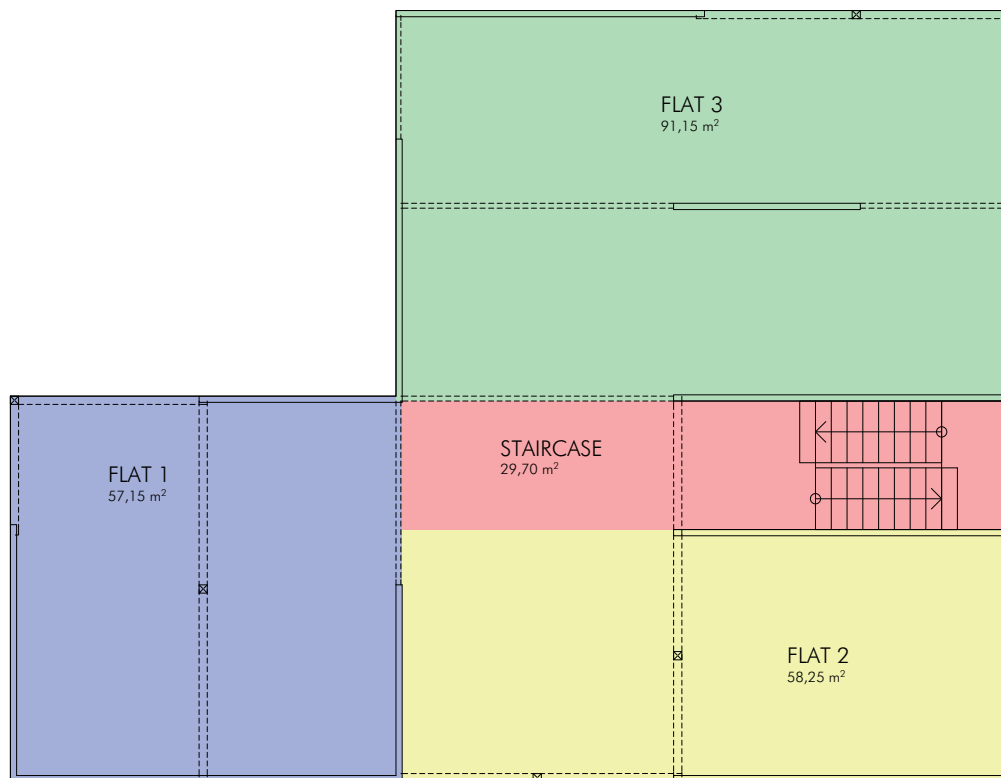 FLAT 3
91,15 m²
STAIRCASE
29,70 m²
FLAT 1
57,15 m²
FLAT 2
58,25 m²